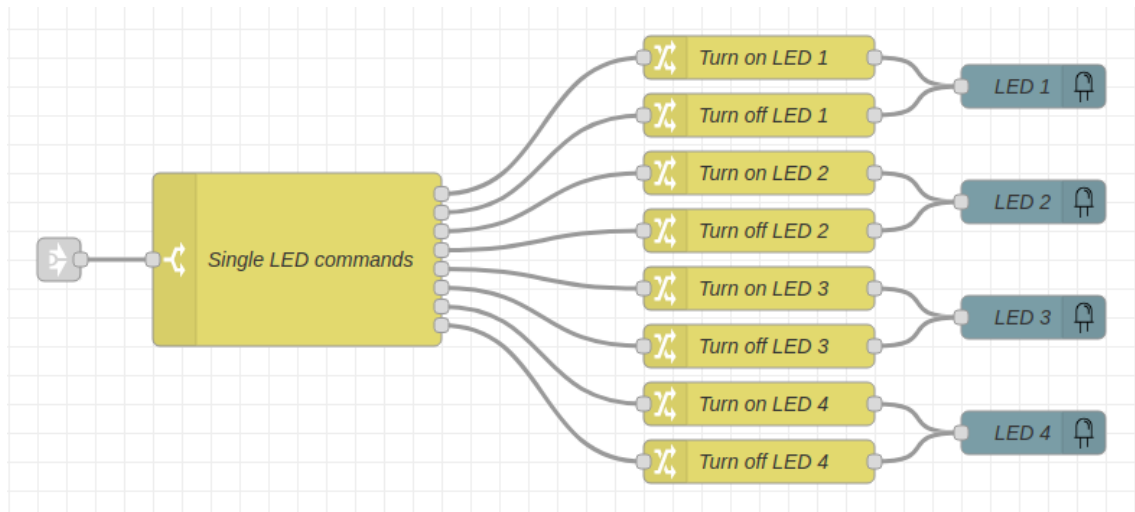 Single LED commands
Turn on LED 1
Turn off LED 1
Turn on LED 2
Turn off LED 2
Turn on LED 3
Turn off LED 3
Turn on LED 4
Turn off LED 4
LED 1
LED 2
LED 3
LED 4